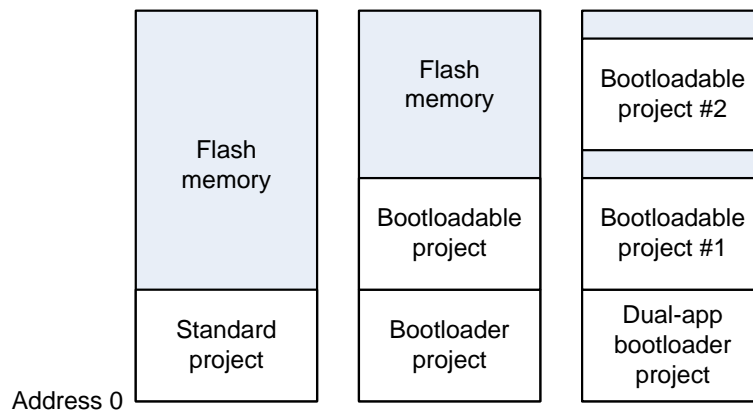 Flash
memory
Standard
project
Address 0
Flash
memory
Bootloadable
project
Bootloader
project
Bootloadable
project #2
Bootloadable
project #1
Dual-app
bootloader
project